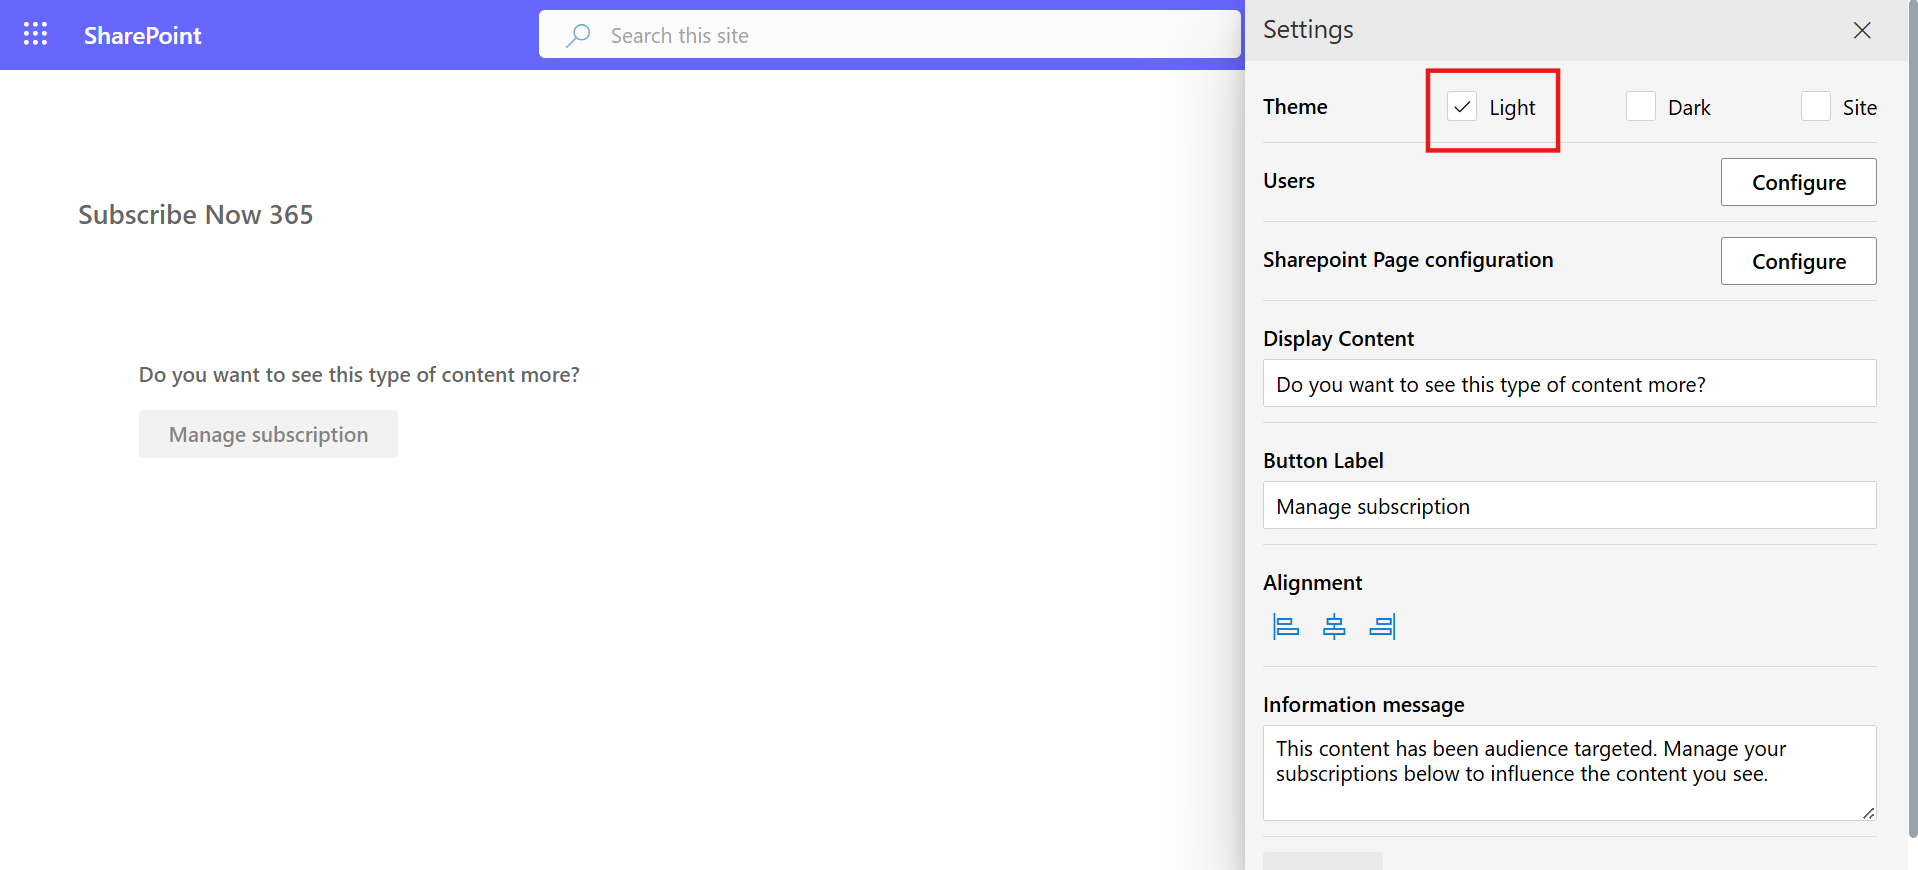 SharePoint
Search this site
Subscribe Now 365
Do you want to see this type of content more?
Manage subscription
Settings
Theme
Light
Dark
Site
Users
Configure
Sharepoint Page configuration
Configure
Display Content
Do you want to see this type of content more?
Button Label
Manage subscription
Alignment
Information message
This content has been audience targeted. Manage your
subscriptions below to influence the content you see.